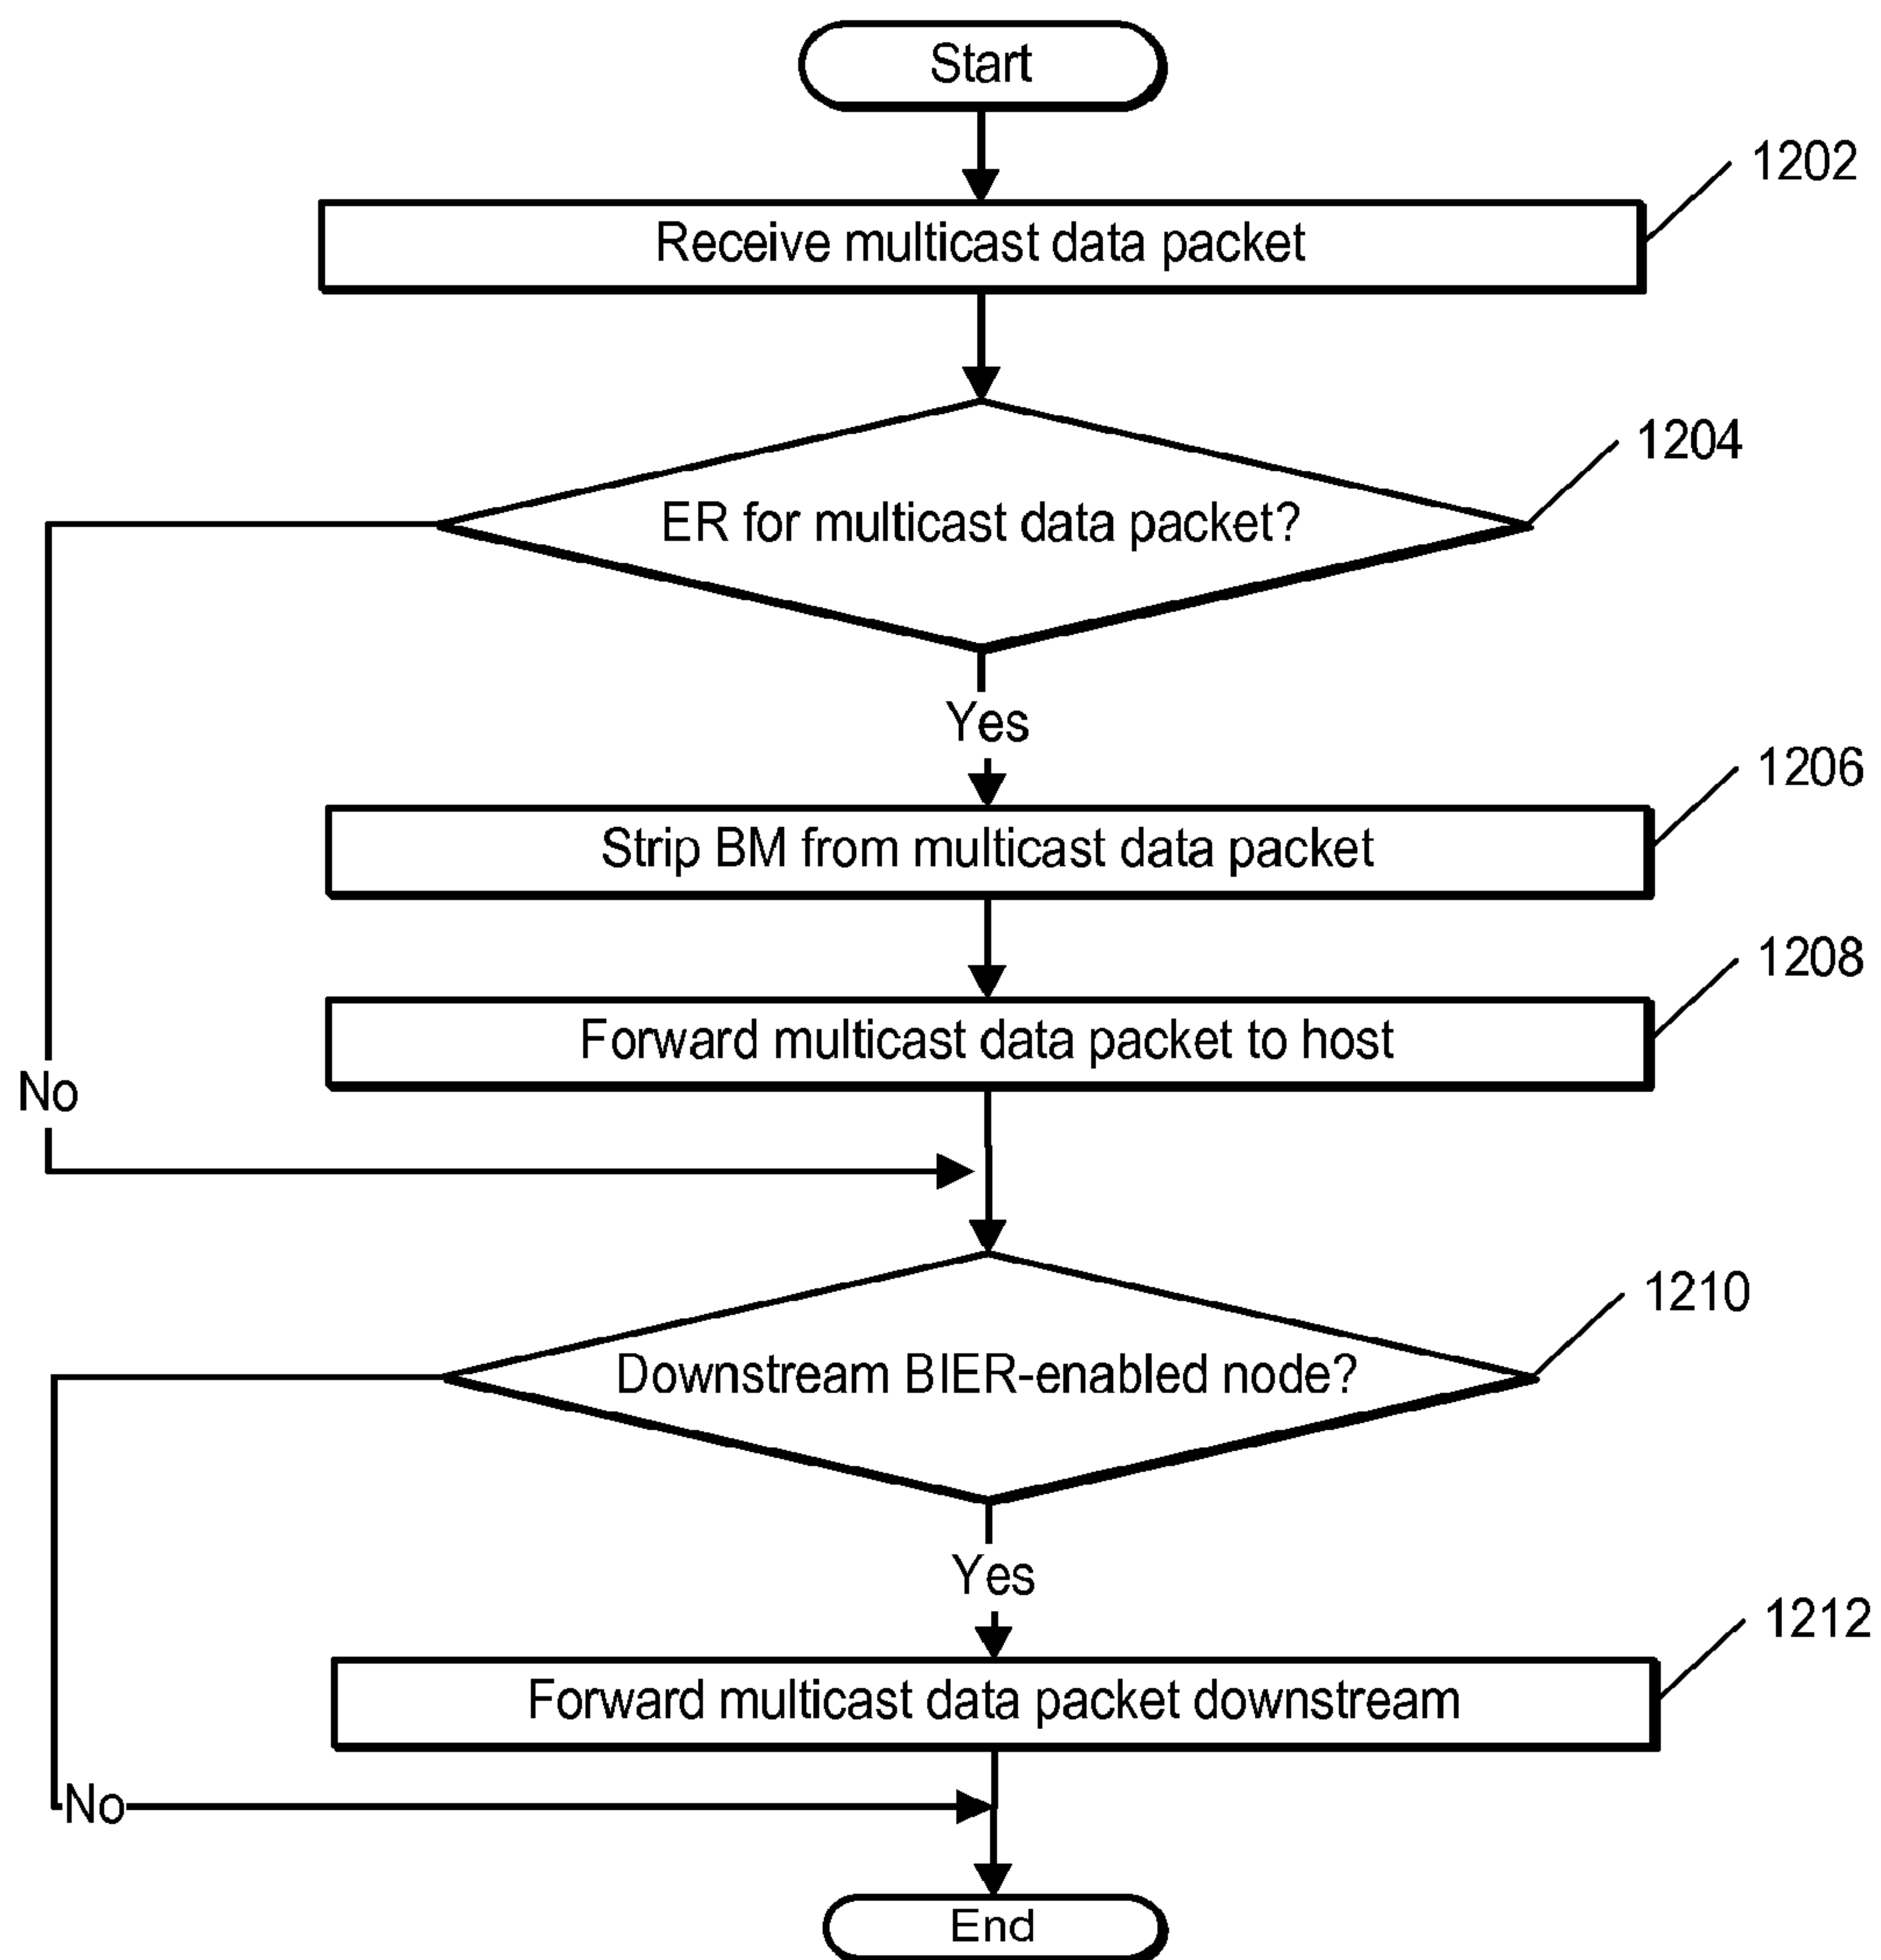 Start
1202
Receive multicast data packet
1204
ER for multicast data packet?
Yes
1206
Strip BM from multicast data packet
1208
Forward multicast data packet to host
No
1210
Downstream BIER-enabled node?
Yes
1212
Forward multicast data packet downstream
No
End